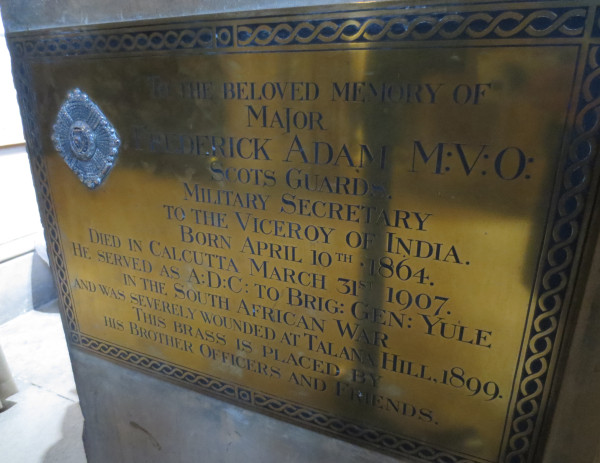 To the beloved memory of
Major
Frederick Adam M:V:O:
Scots Guards.
Military Secretary
to the Viceroy of India.
Born April 10th 1864.
Died in Calcutta March 31st 1907.
He served as A:D:C: to Brig: Gen: Yule
in the South African War
and was severely wounded at Talana Hill. 1899.
This brass is placed by
his Brother Officers and Friends.